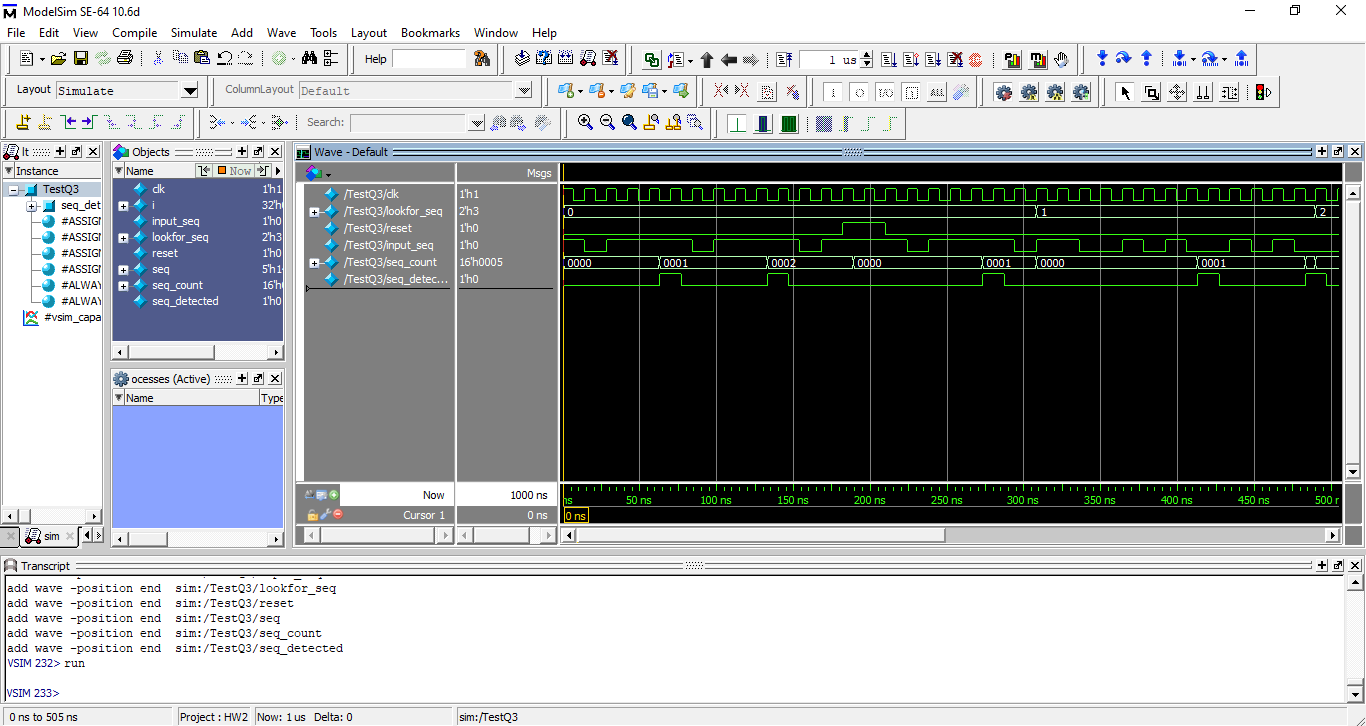 ModelSim SE-64 10.6d
File Edit View Compile Simulate Add Wave Tools Layout Bookmarks Window Help
Help 1 us
Layout Simulate ColumnLayout Default ALL
Search:
It Objects Wave - Default
Instance Name Now Msgs
TestQ3 clk 1'h1 /TestQ3/clk 1'h1
seq_det i 32'h /TestQ3/lookfor_seq 2'h3 0 1 2
#ASSIGN input_seq 1'h0 /TestQ3/reset 1'h0
#ASSIGN lookfor_seq 2'h3 /TestQ3/input_seq 1'h0
#ASSIGN reset 1'h0 /TestQ3/seq_count 16'h0005 0000 0001 0002 0000 0001 0000 0001
#ASSIGN seq 5'h1 /TestQ3/seq_detec... 1'h0
#ALWAY seq_count 16'h
#ALWAY seq_detected 1'h0
#vsim_capa
ocesses (Active)
Name Type
Now 1000 ns ns 50 ns 100 ns 150 ns 200 ns 250 ns 300 ns 350 ns 400 ns 450 ns 500 n
Cursor 1 0 ns 0 ns
sim
Transcript
add wave -position end sim:/TestQ3/lookfor_seq
add wave -position end sim:/TestQ3/reset
add wave -position end sim:/TestQ3/seq
add wave -position end sim:/TestQ3/seq_count
add wave -position end sim:/TestQ3/seq_detected
VSIM 232> run
VSIM 233>
0 ns to 505 ns Project : HW2 Now: 1 us Delta: 0 sim:/TestQ3